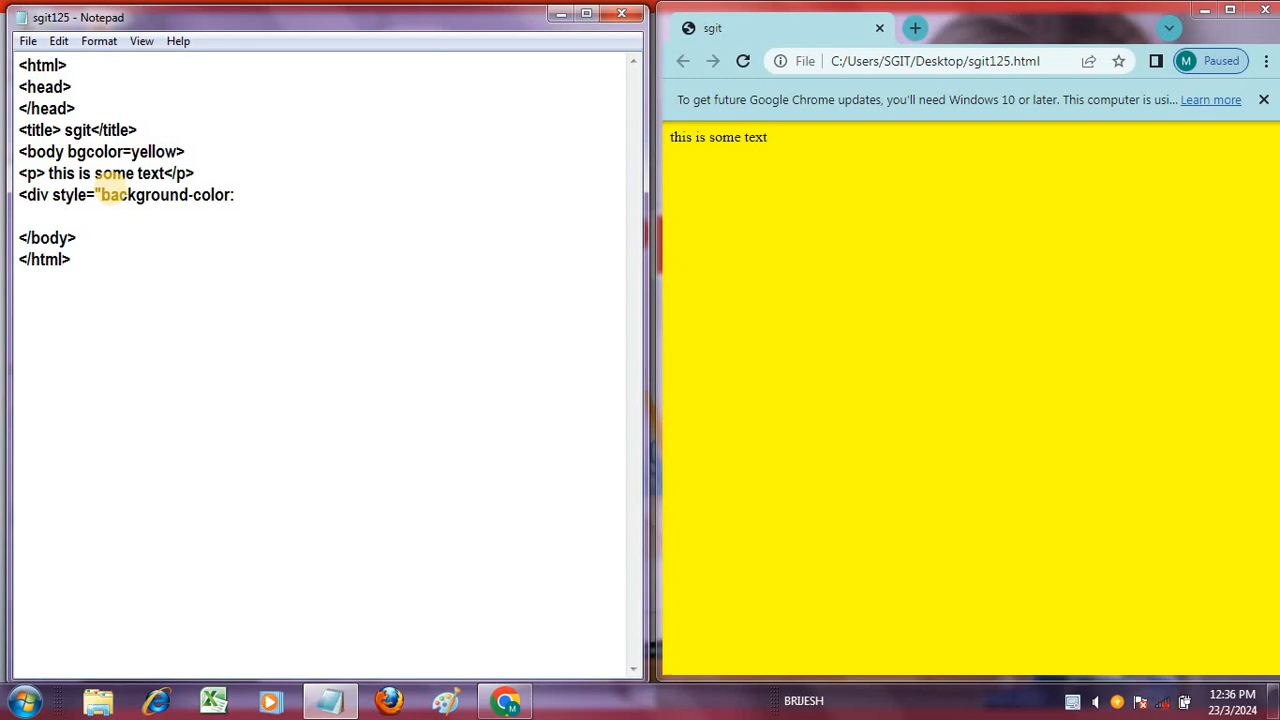 sgit125 - Notepad
File Edit Format View Help
<html>
<head>
</head>
<title> sgit</title>
<body bgcolor=yellow>
<p> this is some text</p>
<div style="background-color:
</body>
</html>
sgit
File C:/Users/SGIT/Desktop/sgit125.html M Paused
To get future Google Chrome updates, you'll need Windows 10 or later. This computer is usi... Learn more
this is some text
BRIJESH
12:36 PM
23/3/2024